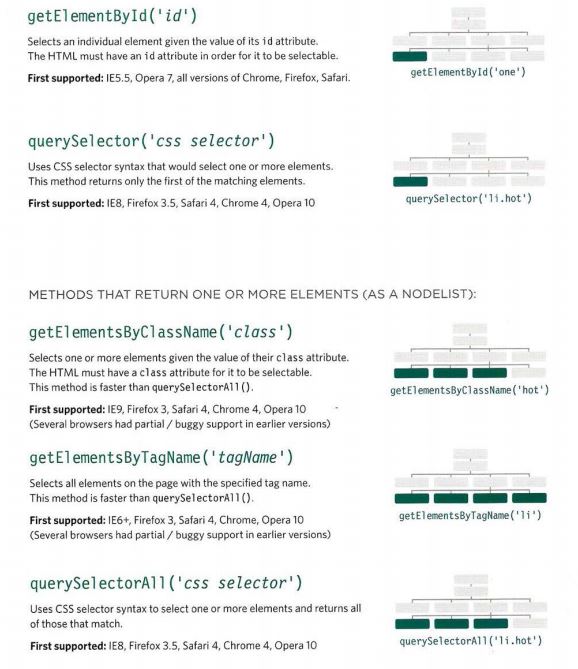 getElementById('id')
Selects an individual element given the value of its id attribute.
The HTML must have an id attribute in order for it to be selectable.
First supported: IE5.5, Opera 7, all versions of Chrome, Firefox, Safari.
getElementById('one')
querySelector('css selector')
Uses CSS selector syntax that would select one or more elements.
This method returns only the first of the matching elements.
First supported: IE8, Firefox 3.5, Safari 4, Chrome 4, Opera 10
querySelector('li.hot')
METHODS THAT RETURN ONE OR MORE ELEMENTS (AS A NODELIST):
getElementsByClassName('class')
Selects one or more elements given the value of their class attribute.
The HTML must have a class attribute for it to be selectable.
This method is faster than querySelectorAll().
First supported: IE9, Firefox 3, Safari 4, Chrome 4, Opera 10
(Several browsers had partial / buggy support in earlier versions)
getElementsByClassName('hot')
getElementsByTagName('tagName')
Selects all elements on the page with the specified tag name.
This method is faster than querySelectorAll().
First supported: IE6+, Firefox 3, Safari 4, Chrome, Opera 10
(Several browsers had partial / buggy support in earlier versions)
getElementsByTagName('li')
querySelectorAll('css selector')
Uses CSS selector syntax to select one or more elements and returns all
of those that match.
First supported: IE8, Firefox 3.5, Safari 4, Chrome 4, Opera 10
querySelectorAll('li.hot')